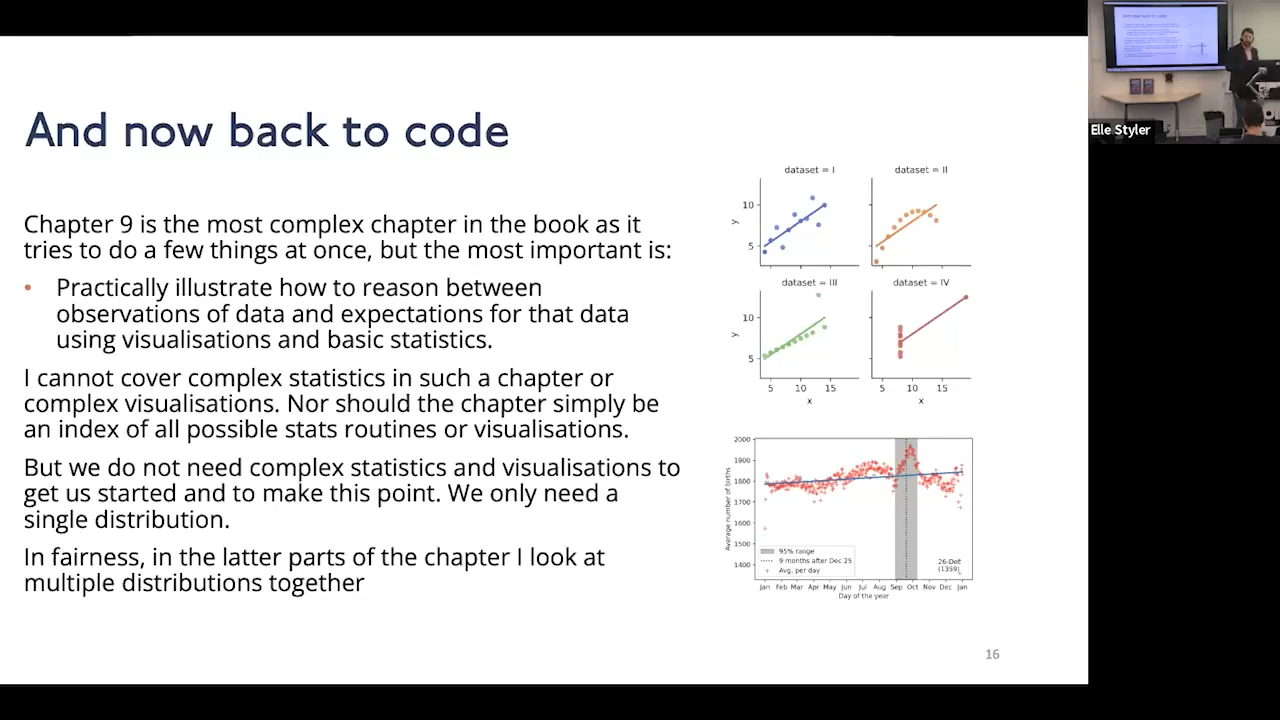 And now back to code
Chapter 9 is the most complex chapter in the book as it
tries to do a few things at once, but the most important is:
• Practically illustrate how to reason between
observations of data and expectations for that data
using visualisations and basic statistics.
I cannot cover complex statistics in such a chapter or
complex visualisations. Nor should the chapter simply be
an index of all possible stats routines or visualisations.
But we do not need complex statistics and visualisations to
get us started and to make this point. We only need a
single distribution.
In fairness, in the latter parts of the chapter I look at
multiple distributions together
dataset = I
dataset = II
10
5
y
dataset = III
dataset = IV
10
5
y
5 10 15
5 10 15
x
x
2000
1900
1800
1700
1600
1500
1400
Average number of births
95% range
9 months after Dec 25
Avg. per day
26-Dec
(1359)
Jan Feb Mar Apr May Jun Jul Aug Sep Oct Nov Dec Jan
Day of the year
16
Elle Styler
And now back to code